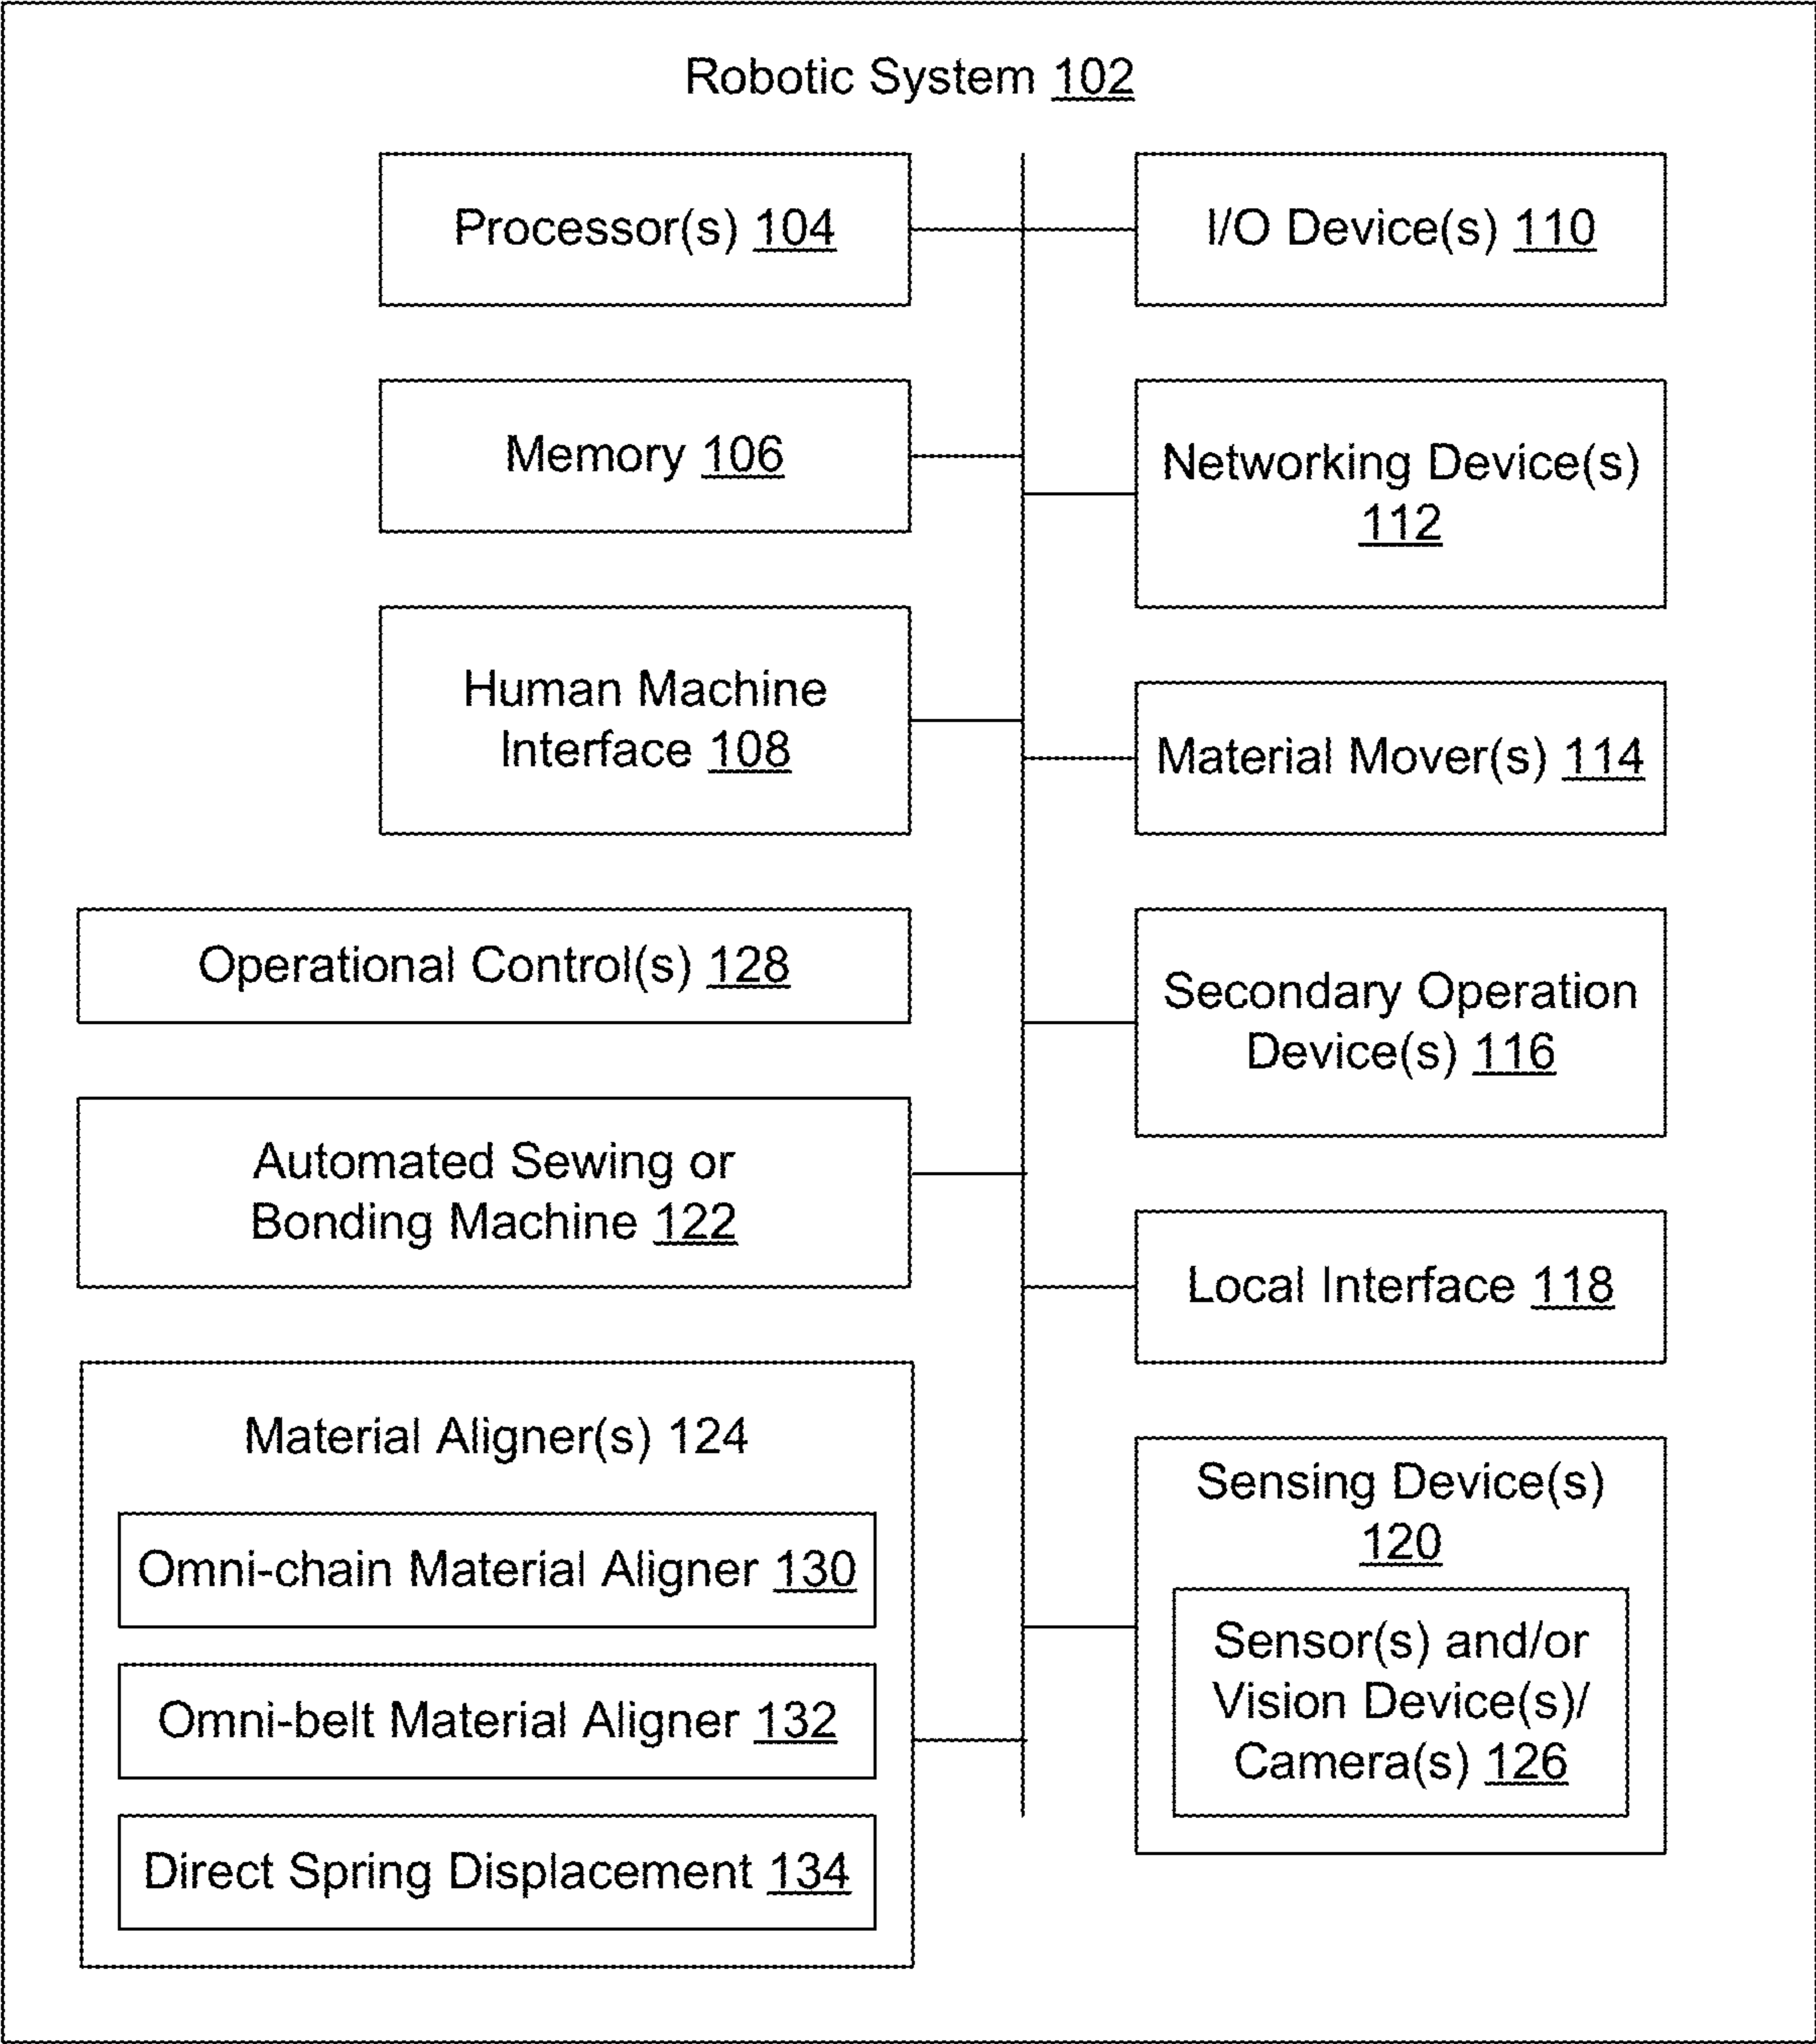 Robotic System 102
Processor(s) 104
Memory 106
Human Machine
Interface 108
Operational Control(s) 128
Automated Sewing or
Bonding Machine 122
Material Aligner(s) 124
Omni-chain Material Aligner 130
Omni-belt Material Aligner 132
Direct Spring Displacement 134
I/O Device(s) 110
Networking Device(s)
112
Material Mover(s) 114
Secondary Operation
Device(s) 116
Local Interface 118
Sensing Device(s)
120
Sensor(s) and/or
Vision Device(s)/
Camera(s) 126